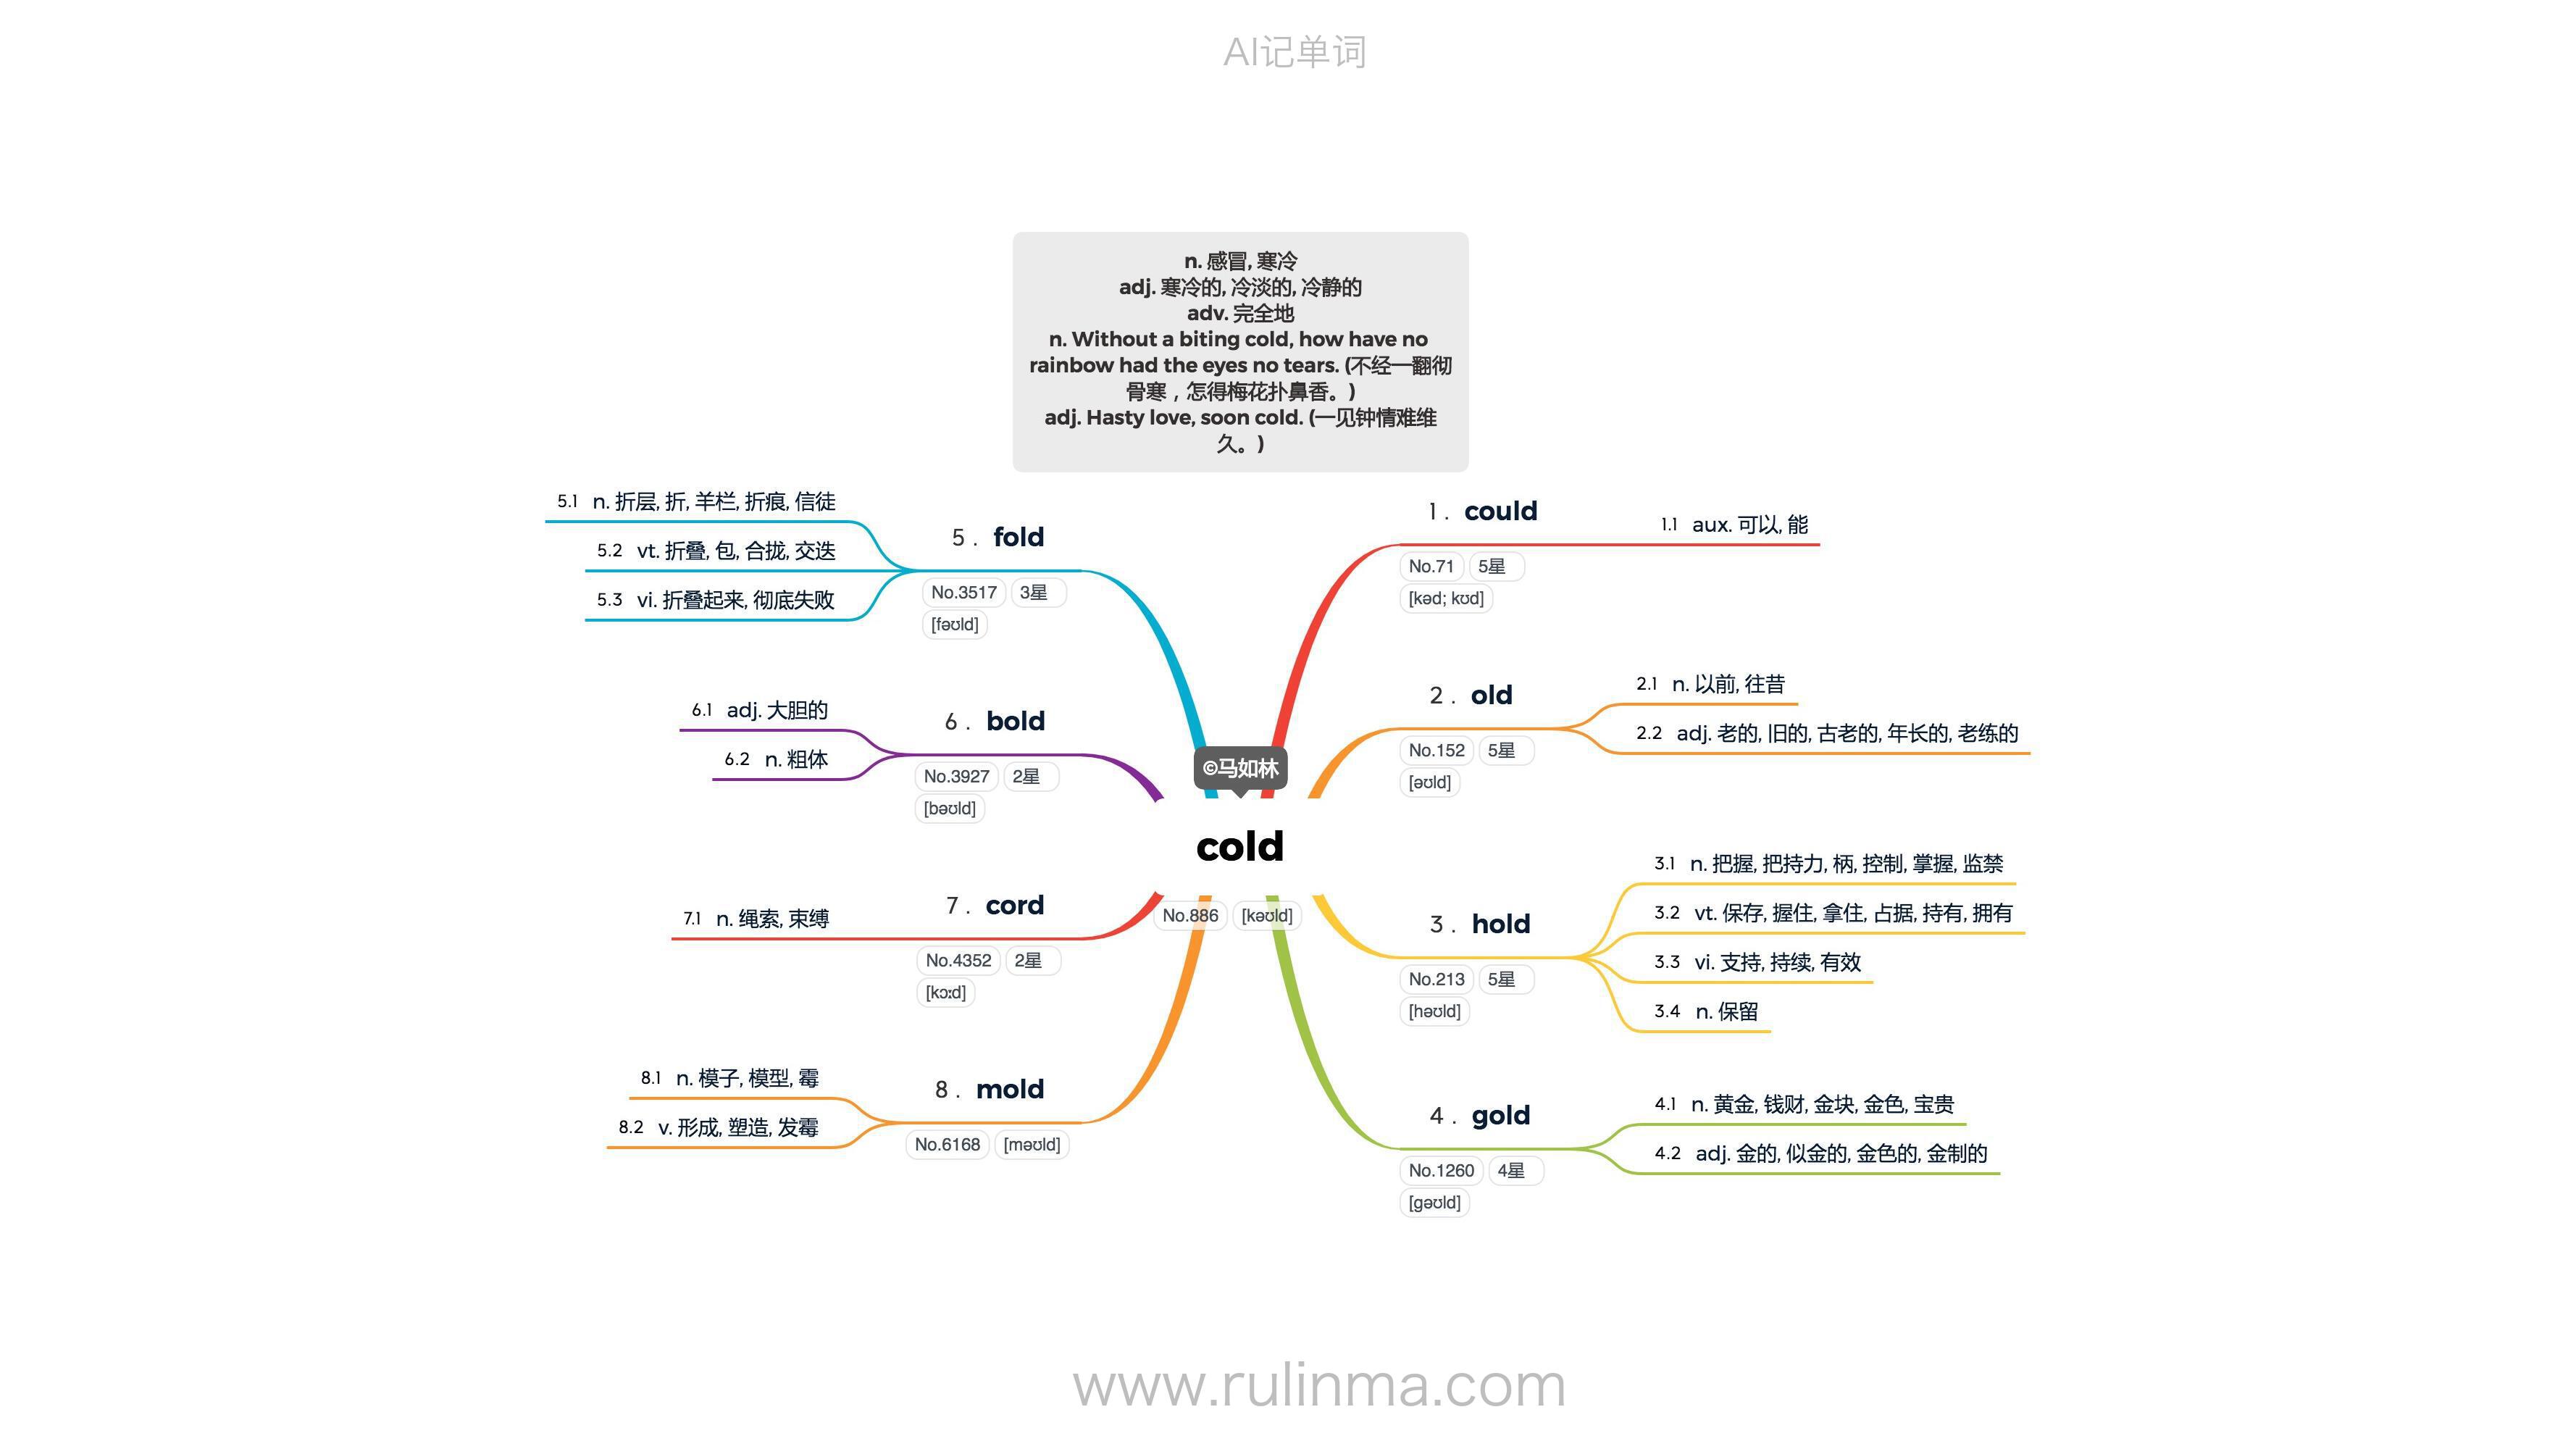 AI记单词
n. 感冒, 寒冷
adj. 寒冷的, 冷淡的, 冷静的
adv. 完全地
n. Without a biting cold, how have no
rainbow had the eyes no tears. (不经一翻彻
骨寒，怎得梅花扑鼻香。)
adj. Hasty love, soon cold. (一见钟情难维
久。)
©马如林
cold
No.886 [kəʊld]
1. could
No.71 5星
[kəd; kʊd]
1.1 aux. 可以, 能
2. old
No.152 5星
[əʊld]
2.1 n. 以前, 往昔
2.2 adj. 老的, 旧的, 古老的, 年长的, 老练的
3. hold
No.213 5星
[həʊld]
3.1 n. 把握, 把持力, 柄, 控制, 掌握, 监禁
3.2 vt. 保存, 握住, 拿住, 占据, 持有, 拥有
3.3 vi. 支持, 持续, 有效
3.4 n. 保留
4. gold
No.1260 4星
[gəʊld]
4.1 n. 黄金, 钱财, 金块, 金色, 宝贵
4.2 adj. 金的, 似金的, 金色的, 金制的
5. fold
No.3517 3星
[fəʊld]
5.1 n. 折层, 折, 羊栏, 折痕, 信徒
5.2 vt. 折叠, 包, 合拢, 交迭
5.3 vi. 折叠起来, 彻底失败
6. bold
No.3927 2星
[bəʊld]
6.1 adj. 大胆的
6.2 n. 粗体
7. cord
No.4352 2星
[kɔːd]
7.1 n. 绳索, 束缚
8. mold
No.6168 [məʊld]
8.1 n. 模子, 模型, 霉
8.2 v. 形成, 塑造, 发霉
www.rulinma.com